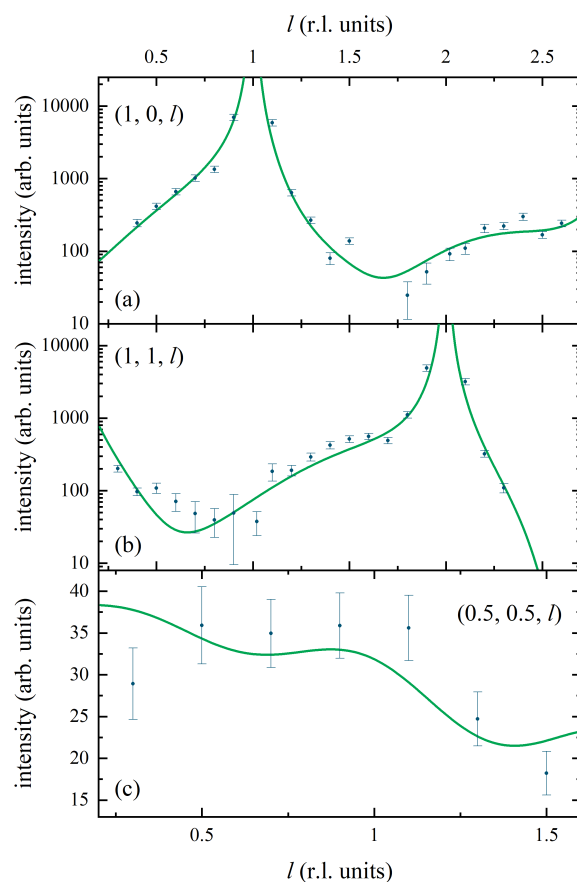 l (r.l. units)
0.5 1 1.5 2 2.5
intensity (arb. units)
10000
1000
100
10
(1, 0, l)
(a)
intensity (arb. units)
10000
1000
100
10
(1, 1, l)
(b)
intensity (arb. units)
40
35
30
25
20
15
(0.5, 0.5, l)
(c)
0.5 1 1.5
l (r.l. units)